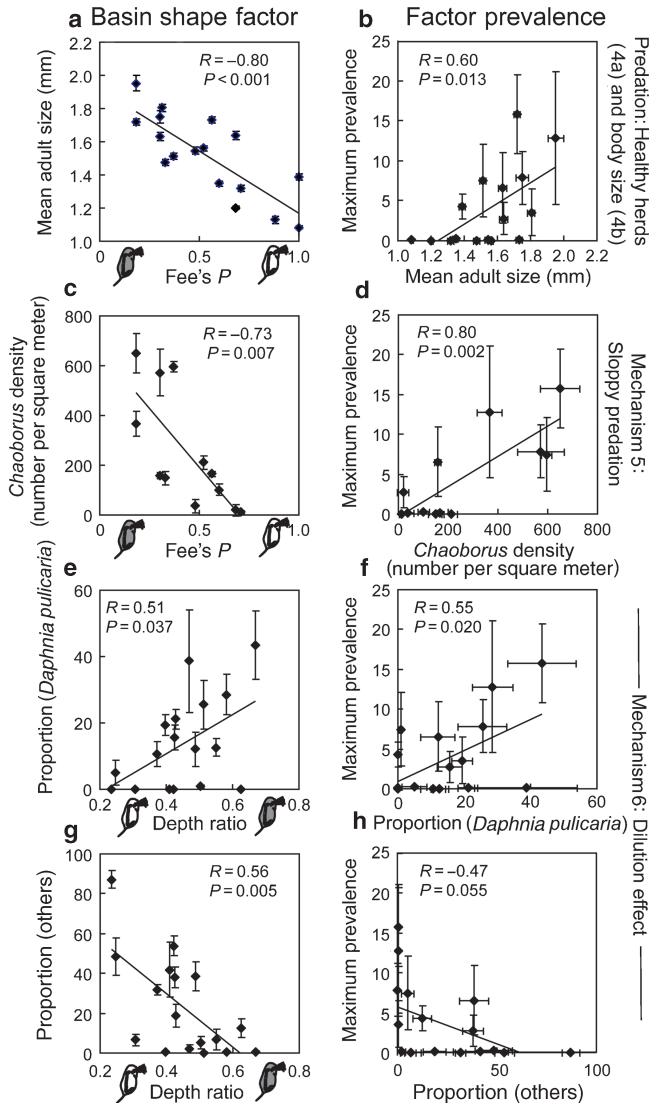 Basin shape factor
Factor prevalence
a
R = –0.80
P < 0.001
Mean adult size (mm)
2.2
2.0
1.8
1.6
1.4
1.2
1.0
0
0.5
1.0
Fee's P
b
R = 0.60
P = 0.013
Maximum prevalence
25
20
15
10
5
0
1.0
1.2
1.4
1.6
1.8
2.0
2.2
Mean adult size (mm)
Predation: Healthy herds
(4a) and body size (4b)
c
R = –0.73
P = 0.007
Chaoborus density
(number per square meter)
800
600
400
200
0
0
0.5
1.0
Fee's P
d
R = 0.80
P = 0.002
Maximum prevalence
25
20
15
10
5
0
0
200
400
600
800
Chaoborus density
(number per square meter)
Mechanism 5:
Sloppy predation
e
R = 0.51
P = 0.037
Proportion (Daphnia pulicaria)
60
40
20
0
0.2
0.4
0.6
0.8
Depth ratio
f
R = 0.55
P = 0.020
Maximum prevalence
25
20
15
10
5
0
0
20
40
60
Proportion (Daphnia pulicaria)
g
R = 0.56
P = 0.005
Proportion (others)
100
80
60
40
20
0
0.2
0.4
0.6
0.8
Depth ratio
h
R = –0.47
P = 0.055
Maximum prevalence
25
20
15
10
5
0
0
50
100
Proportion (others)
Mechanism 6: Dilution effect